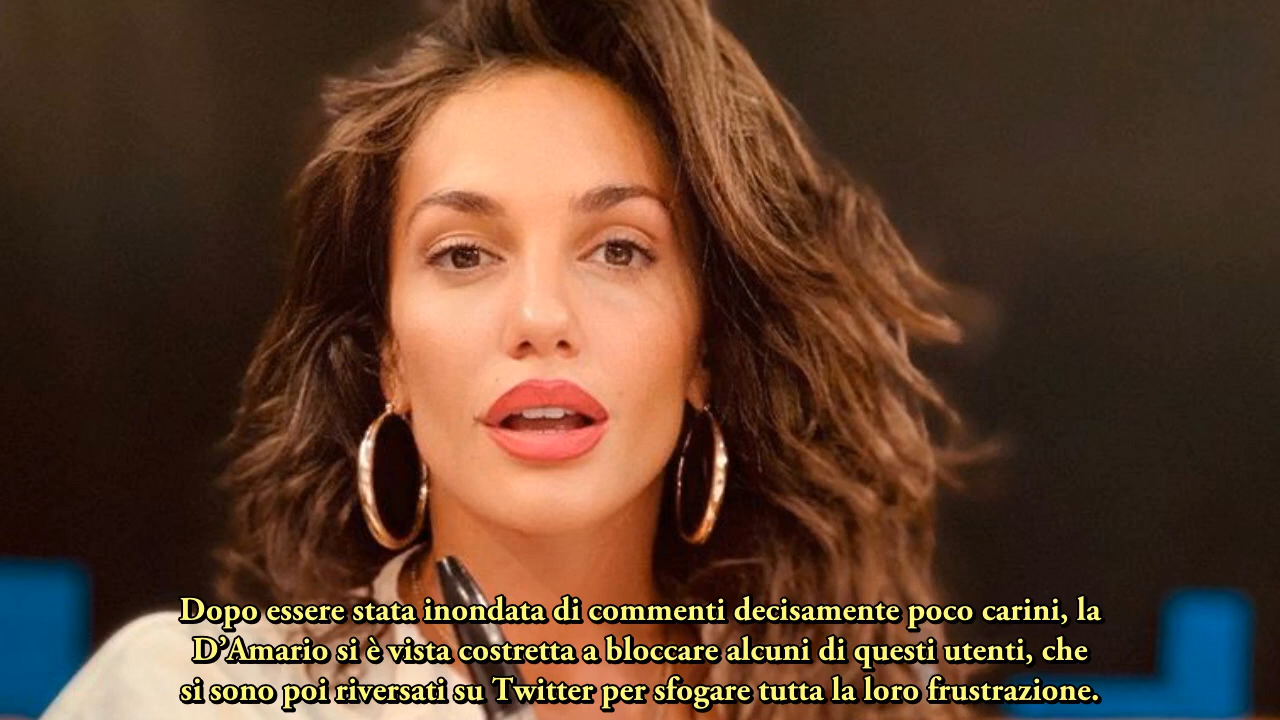 Dopo essere stata inondata di commenti decisamente poco carini, la
D’Amario si è vista costretta a bloccare alcuni di questi utenti, che
si sono poi riversati su Twitter per sfogare tutta la loro frustrazione.